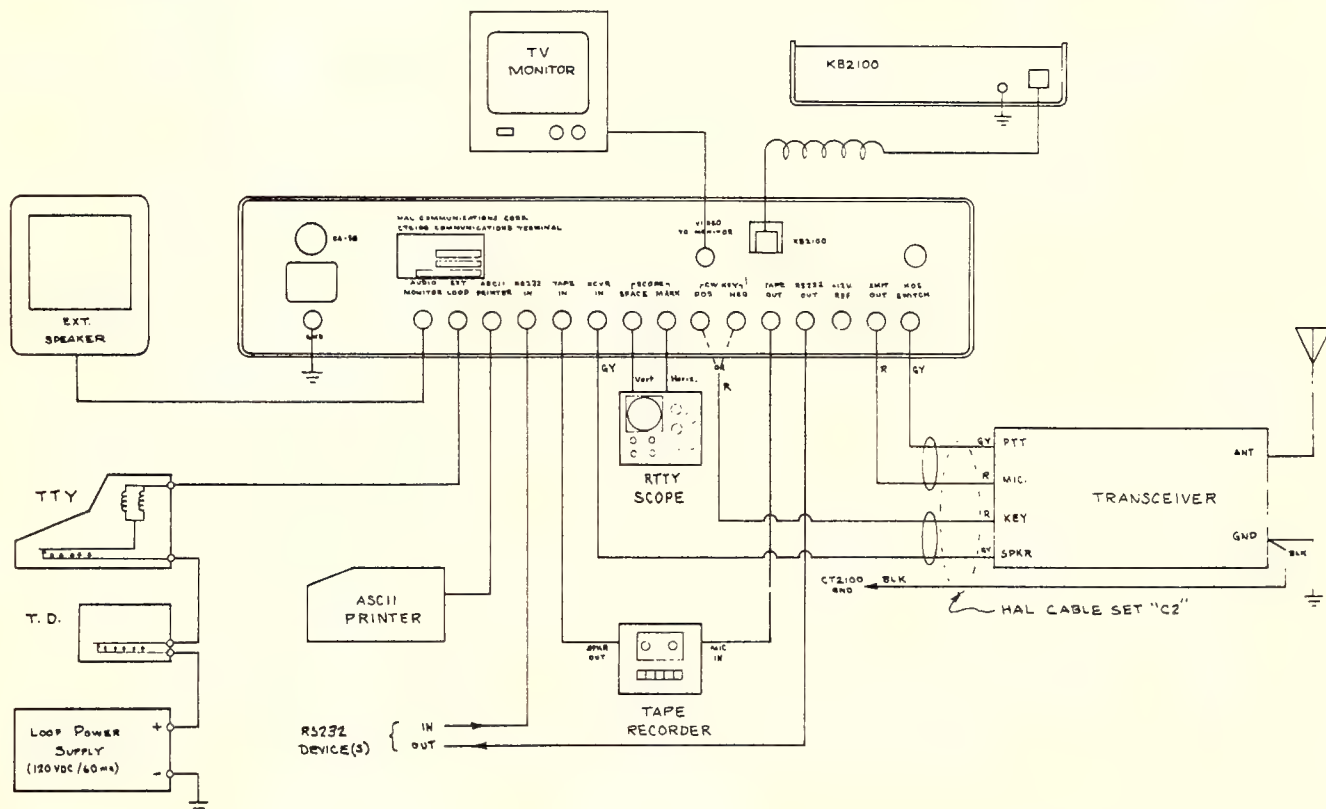 TV
MONITOR
KB2100
HAL COMMUNICATIONS CORP.
COMMUNICATIONS TERMINAL
VIDEO
TO MONITOR
KB2100
AUDIO
MONITOR
EXT
LOOP
ASCII
PRINTER
RS232
IN
TAPE
IN
RCVR
IN
SCOPE
SPACE
MARK
CW KEY
POS
NEG
TAPE
OUT
RS232
OUT
+12V
REF
XMIT
OUT
KOS
SWITCH
GND
EXT.
SPEAKER
GY
Vert
Horiz.
OR
R
R
GY
RTTY
SCOPE
GY
PTT
R
MIC.
R
KEY
GY
SPKR
ANT
TRANSCEIVER
GND
BLK
CT2100
GND
BLK
HAL CABLE SET "C2"
TTY
T.D.
ASCII
PRINTER
SPKR
OUT
MIC
IN
TAPE
RECORDER
LOOP POWER
SUPPLY
(120 VDC/60 ma)
+
-
RS232
DEVICE(S)
IN
OUT